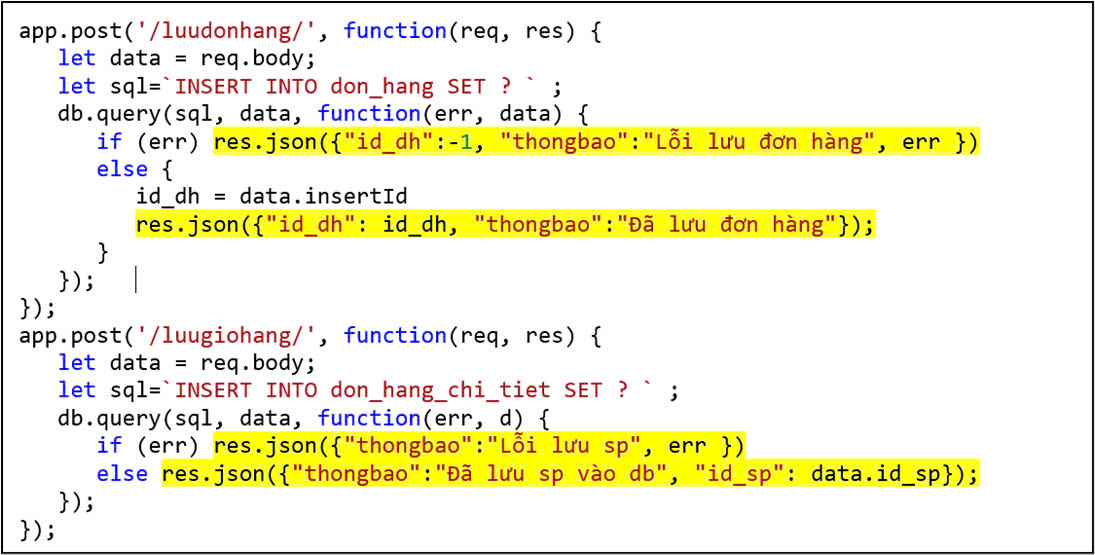 app.post('/luudonhang/', function(req, res) {
let data = req.body;
let sql=`INSERT INTO don_hang SET ? ` ;
db.query(sql, data, function(err, data) {
if (err) res.json({"id_dh":-1, "thongbao":"Lỗi lưu đơn hàng", err })
else {
id_dh = data.insertId
res.json({"id_dh": id_dh, "thongbao":"Đã lưu đơn hàng"});
}
});
});
app.post('/luugiohang/', function(req, res) {
let data = req.body;
let sql=`INSERT INTO don_hang_chi_tiet SET ? ` ;
db.query(sql, data, function(err, d) {
if (err) res.json({"thongbao":"Lỗi lưu sp", err })
else res.json({"thongbao":"Đã lưu sp vào db", "id_sp": data.id_sp});
});
});